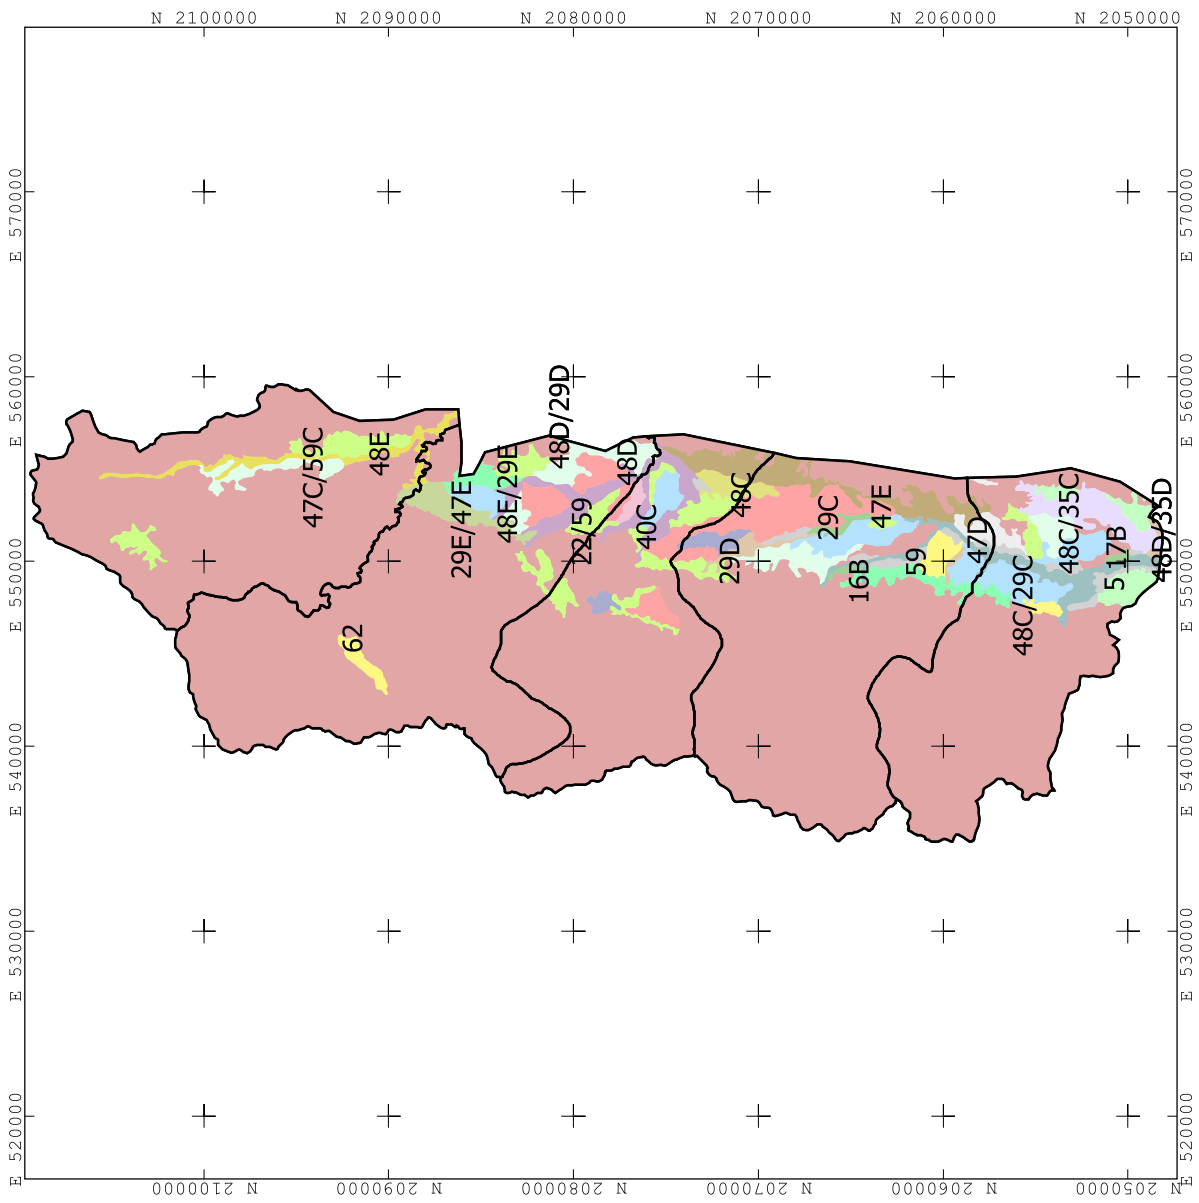 N 2100000
N 2090000
N 2080000
N 2070000
N 2060000
N 2050000
E 570000
E 560000
E 550000
E 540000
E 530000
E 520000
E 570000
E 560000
E 550000
E 540000
E 530000
E 520000
47C/59C
48E
62
29E/47E
48E/29E
48D/29D
22/59
48D
40C
29D
48C
29C
16B
47E
59
47D
48C/29C
48C/35C
5
17B
48D/35D
N 2100000
N 2090000
N 2080000
N 2070000
N 2060000
N 2050000